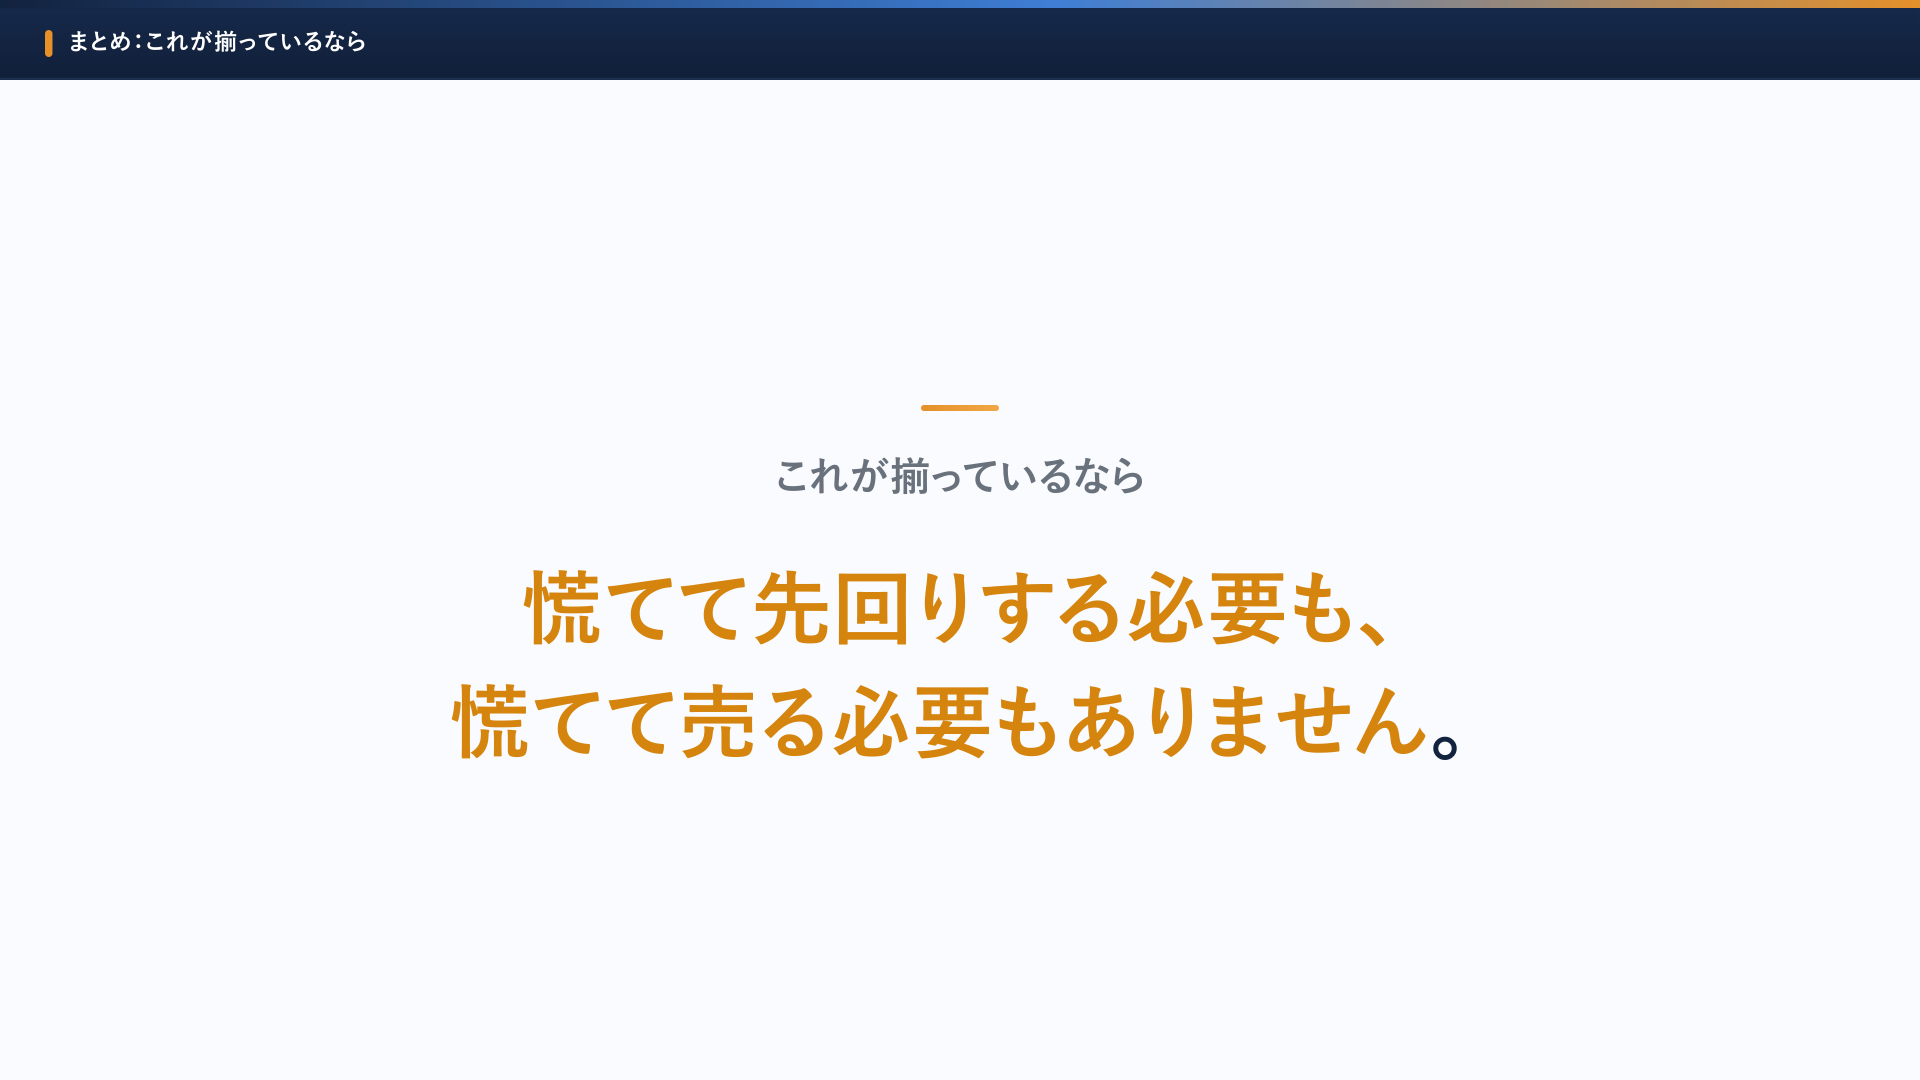 まとめ：これが揃っているなら
これが揃っているなら
慌てて先回りする必要も、
慌てて売る必要もありません。